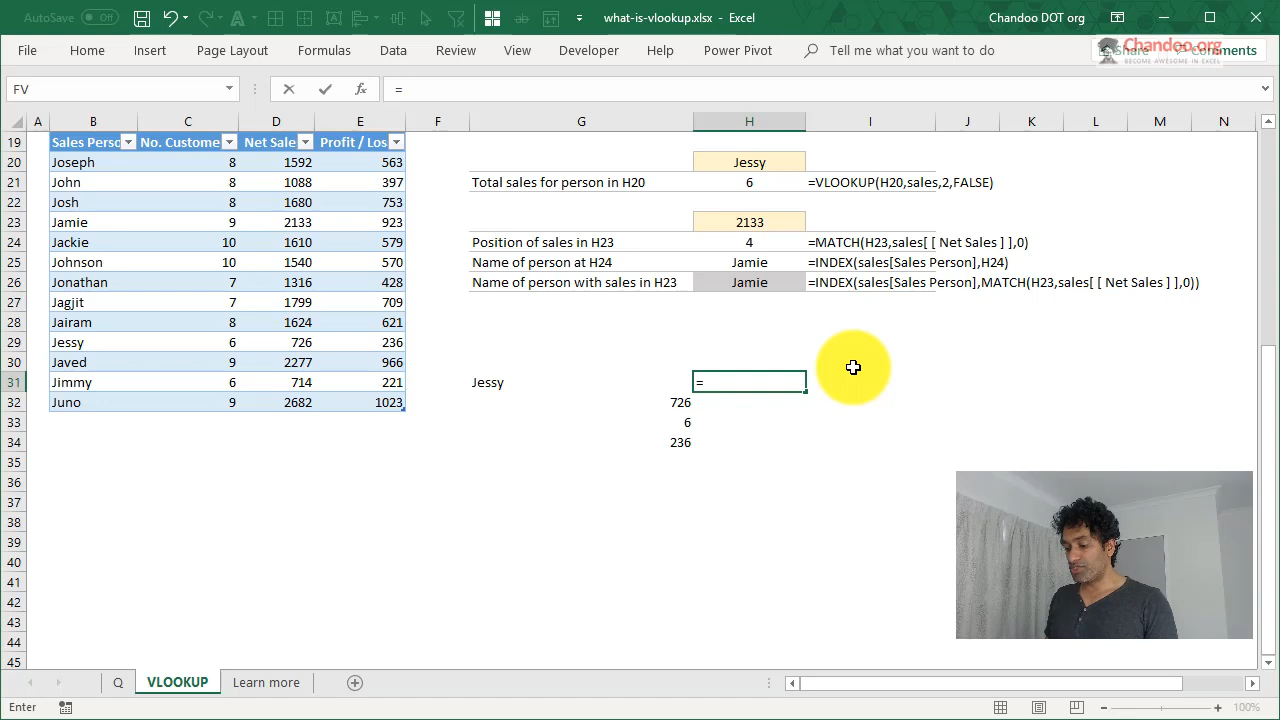 AutoSave Off what-is-vlookup.xlsx - Excel Chandoo DOT org
File Home Insert Page Layout Formulas Data Review View Developer Help Power Pivot Tell me what you want to do Share Comments
Chandoo.org
BECOME AWESOME IN EXCEL
FV fx =
A B C D E F G H I J K L M N
19 Sales Perso No. Custome Net Sale Profit / Los
20 Joseph 8 1592 563 Jessy
21 John 8 1088 397 Total sales for person in H20 6 =VLOOKUP(H20,sales,2,FALSE)
22 Josh 8 1680 753
23 Jamie 9 2133 923 2133
24 Jackie 10 1610 579 Position of sales in H23 4 =MATCH(H23,sales[ [ Net Sales ] ],0)
25 Johnson 10 1540 570 Name of person at H24 Jamie =INDEX(sales[Sales Person],H24)
26 Jonathan 7 1316 428 Name of person with sales in H23 Jamie =INDEX(sales[Sales Person],MATCH(H23,sales[ [ Net Sales ] ],0))
27 Jagjit 7 1799 709
28 Jairam 8 1624 621
29 Jessy 6 726 236
30 Javed 9 2277 966
31 Jimmy 6 714 221 Jessy =
32 Juno 9 2682 1023 726
33 6
34 236
35
36
37
38
39
40
41
42
43
44
45
Q VLOOKUP Learn more
Enter 100%